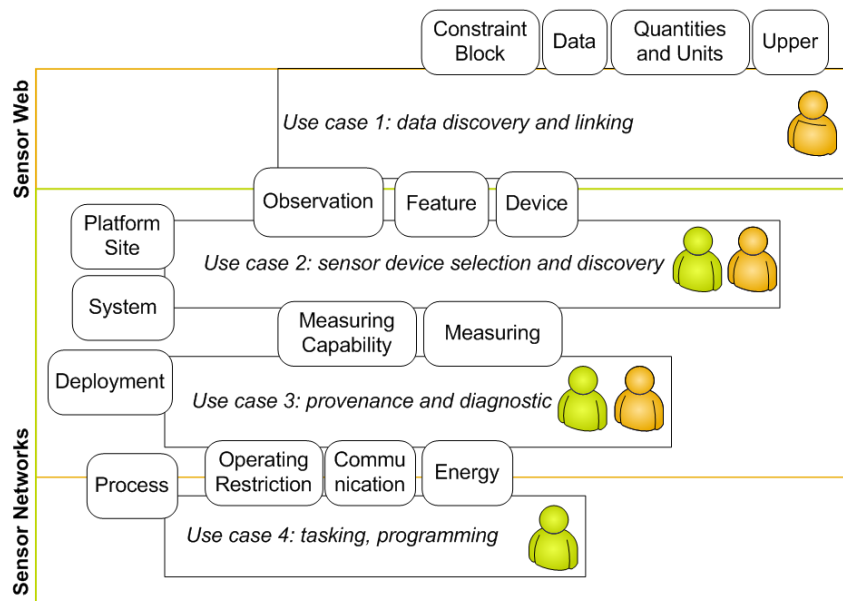 Constraint
Block
Data
Quantities
and Units
Upper
Sensor Web
Use case 1: data discovery and linking
Observation
Feature
Device
Platform
Site
Use case 2: sensor device selection and discovery
System
Measuring
Capability
Measuring
Deployment
Use case 3: provenance and diagnostic
Sensor Networks
Process
Operating
Restriction
Commu
nication
Energy
Use case 4: tasking, programming